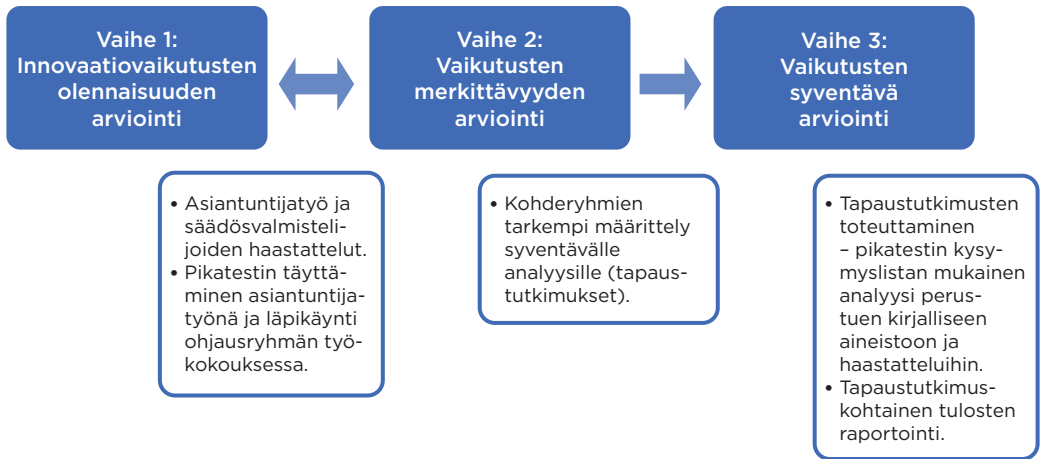 Vaihe 1:
Innovaatiovaikutusten
olennaisuuden
arviointi
Vaihe 2:
Vaikutusten
merkittävyyden
arviointi
Vaihe 3:
Vaikutusten
syventävä
arviointi
• Asiantuntijatyö ja
säädösvalmisteli-
joiden haastattelut.
• Pikatestin täyttä-
minen asiantuntija-
työnä ja läpikäynti
ohjausryhmän työ-
kokouksessa.
• Kohderyhmien
tarkempi määrittely
syventävälle
analyysille (tapaus-
tutkimukset).
• Tapaustutkimusten
toteuttaminen
– pikatestin kysy-
myslistan mukainen
analyysi perus-
tuen kirjalliseen
aineistoon ja
haastatteluihin.
• Tapaustutkimus-
kohtainen tulosten
raportointi.